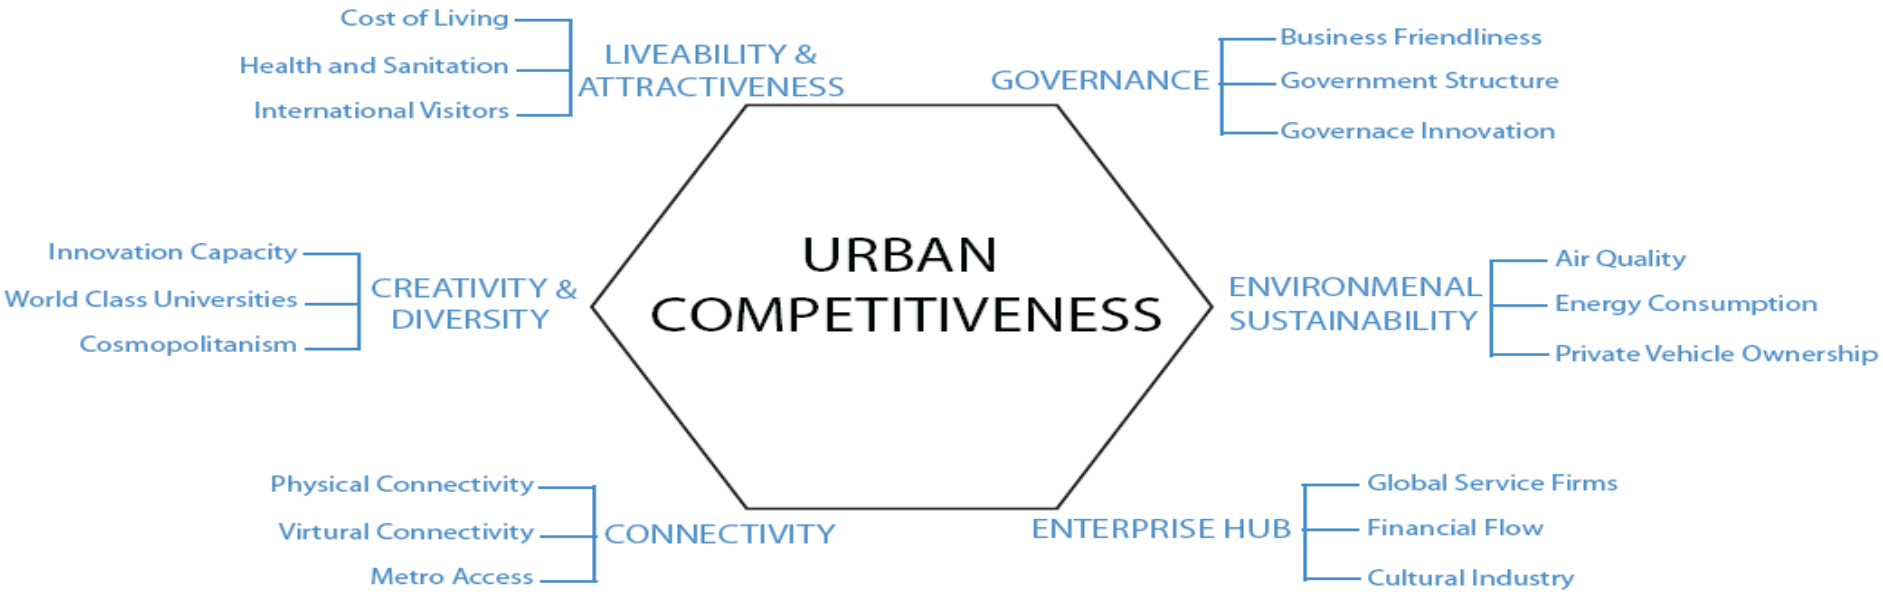 Cost of Living
Health and Sanitation
International Visitors
LIVEABILITY &
ATTRACTIVENESS
GOVERNANCE
Business Friendliness
Government Structure
Governace Innovation
Innovation Capacity
World Class Universities
Cosmopolitanism
CREATIVITY &
DIVERSITY
URBAN
COMPETITIVENESS
ENVIRONMENAL
SUSTAINABILITY
Air Quality
Energy Consumption
Private Vehicle Ownership
Physical Connectivity
Virtural Connectivity
Metro Access
CONNECTIVITY
ENTERPRISE HUB
Global Service Firms
Financial Flow
Cultural Industry